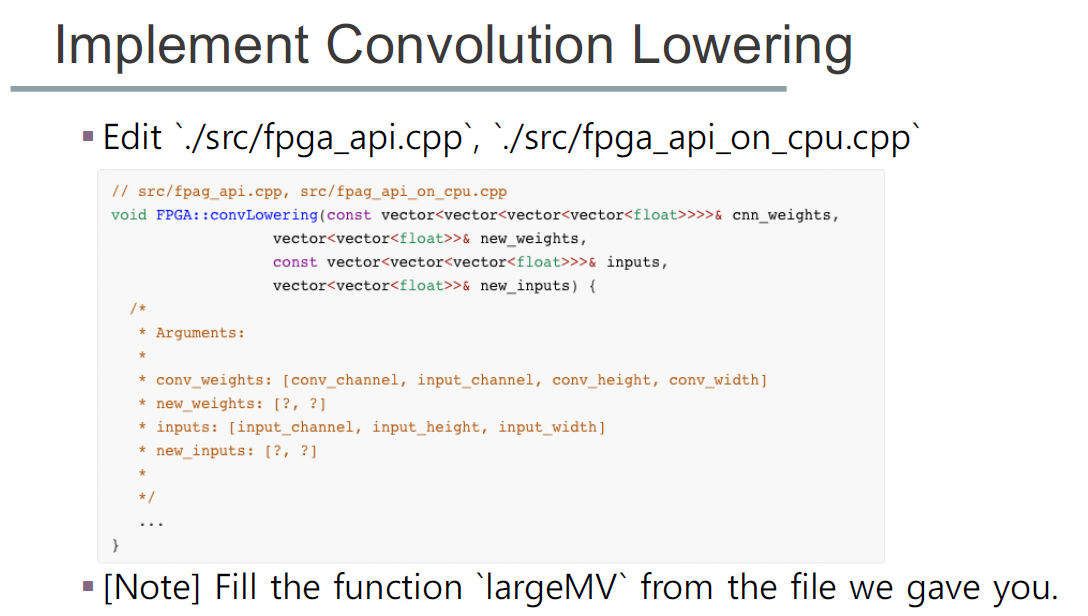 Implement Convolution Lowering
▪ Edit `./src/fpga_api.cpp`, `./src/fpga_api_on_cpu.cpp`
// src/fpag_api.cpp, src/fpag_api_on_cpu.cpp
void FPGA::convLowering(const vector<vector<vector<vector<float>>>>& cnn_weights,
vector<vector<float>>& new_weights,
const vector<vector<vector<float>>>& inputs,
vector<vector<float>>& new_inputs) {
/*
* Arguments:
*
* conv_weights: [conv_channel, input_channel, conv_height, conv_width]
* new_weights: [?, ?]
* inputs: [input_channel, input_height, input_width]
* new_inputs: [?, ?]
*
*/
...
}
▪ [Note] Fill the function `largeMV` from the file we gave you.